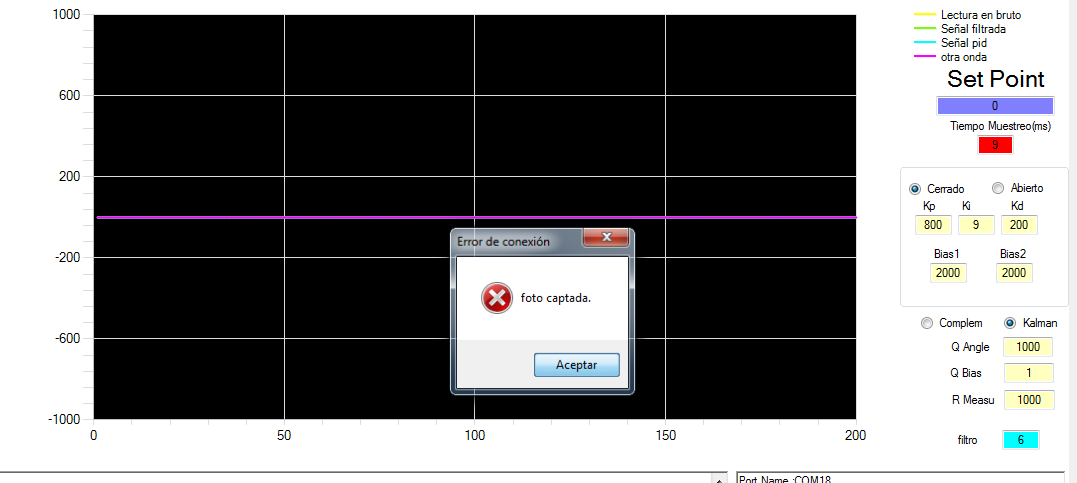 1000
600
200
-200
-600
-1000
0
50
100
150
200
Error de conexión
foto captada.
Aceptar
Lectura en bruto
Señal filtrada
Señal pid
otra onda
Set Point
0
Tiempo Muestreo(ms)
9
Cerrado Abierto
Kp Ki Kd
800 9 200
Bias1 Bias2
2000 2000
Complem Kalman
Q Angle 1000
Q Bias 1
R Measu 1000
filtro 6
Port Name :COM18